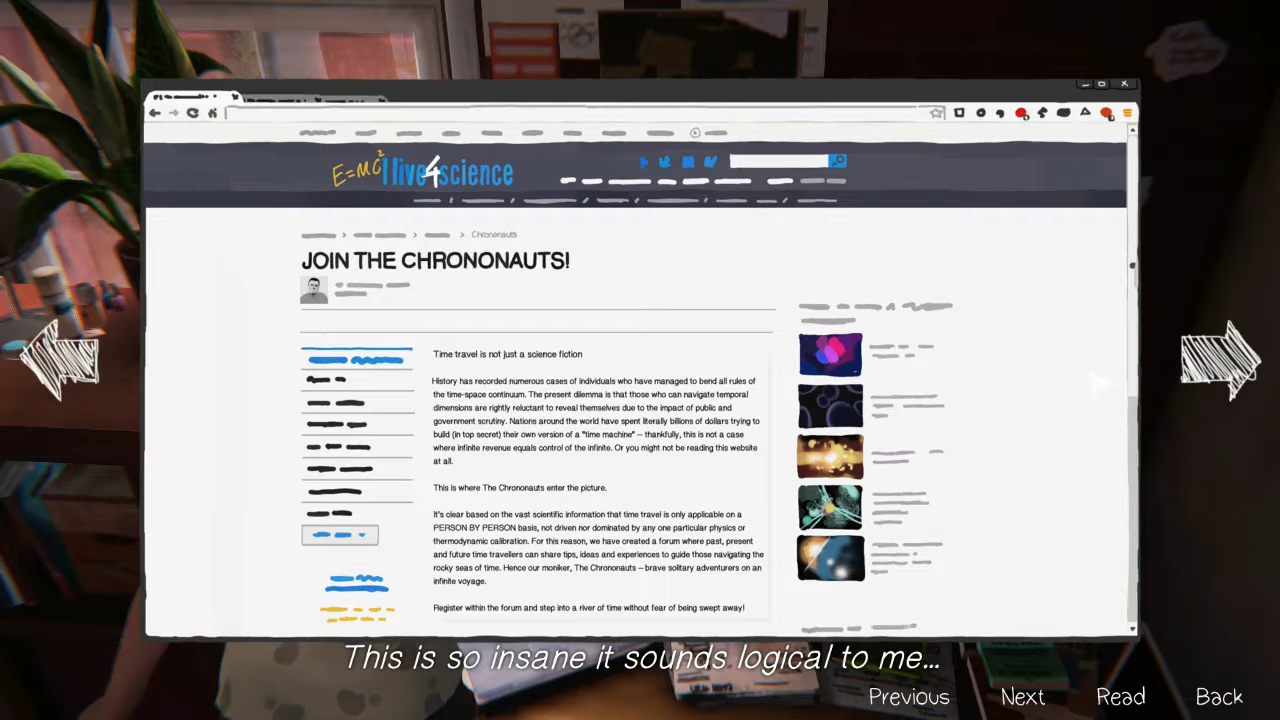 E=MC² I live4science
Chrononauts
JOIN THE CHRONONAUTS!
Time travel is not just a science fiction
History has recorded numerous cases of individuals who have managed to bend all rules of
the time-space continuum. The present dilemma is that those who can navigate temporal
dimensions are rightly reluctant to reveal themselves due to the impact of public and
government scrutiny. Nations around the world have spent literally billions of dollars trying to
build (in top secret) their own version of a "time machine" – thankfully, this is not a case
where infinite revenue equals control of the infinite. Or you might not be reading this website
at all.
This is where The Chrononauts enter the picture.
It's clear based on the vast scientific information that time travel is only applicable on a
PERSON BY PERSON basis, not driven nor dominated by any one particular physics or
thermodynamic calibration. For this reason, we have created a forum where past, present
and future time travellers can share tips, ideas and experiences to guide those navigating the
rocky seas of time. Hence our moniker, The Chrononauts – brave solitary adventurers on an
infinite voyage.
Register within the forum and step into a river of time without fear of being swept away!
This is so insane it sounds logical to me...
Previous Next Read Back